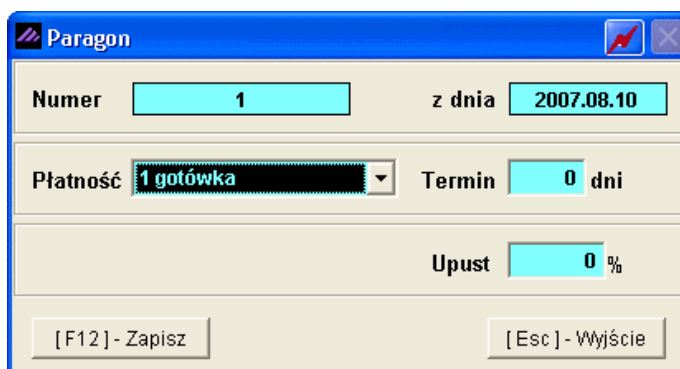 Paragon
Numer 1 z dnia 2007.08.10
Płatność 1 gotówka Termin 0 dni
Upust 0 %
[ F12 ] - Zapisz [ Esc ] - Wyjście